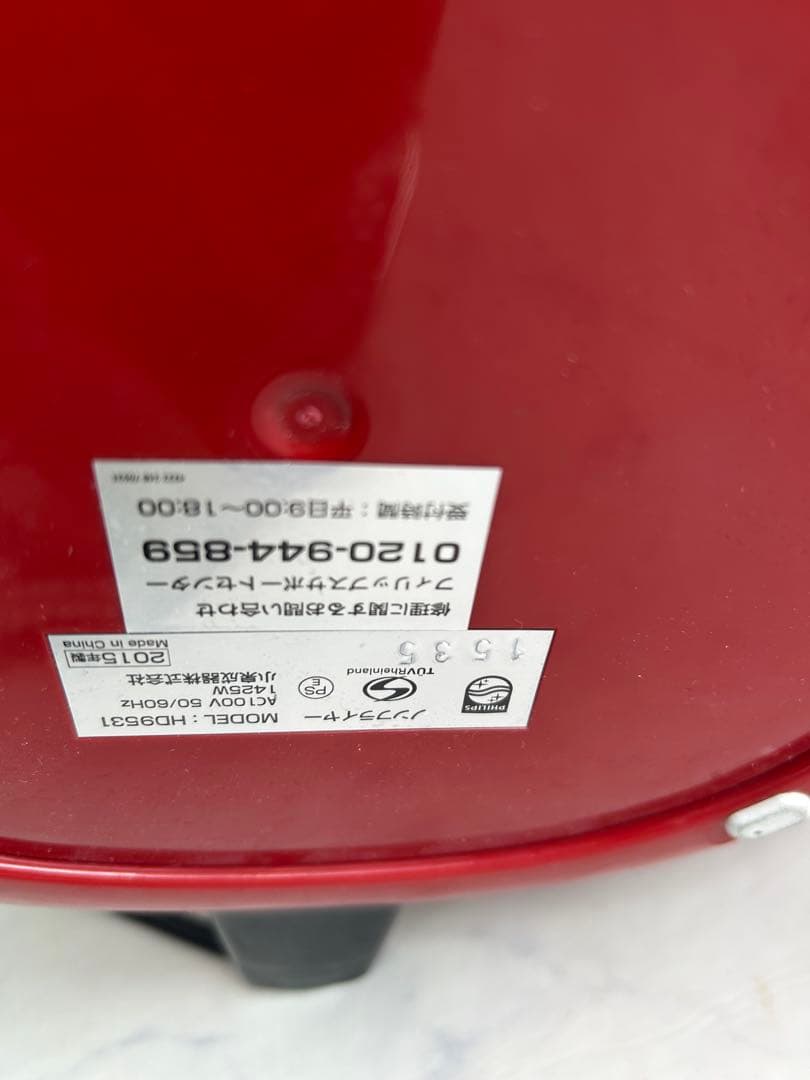 PHILIPS
ノンフライヤー
MODEL : HD9531
AC100V 50/60Hz
1425W
PS
E
TÜVRheinland
小泉成器株式会社
1535
2015年製
Made in China
修理に関するお問い合わせ
フィリップスサポートセンター
0120-944-859
受付時間：平日9:00～18:00